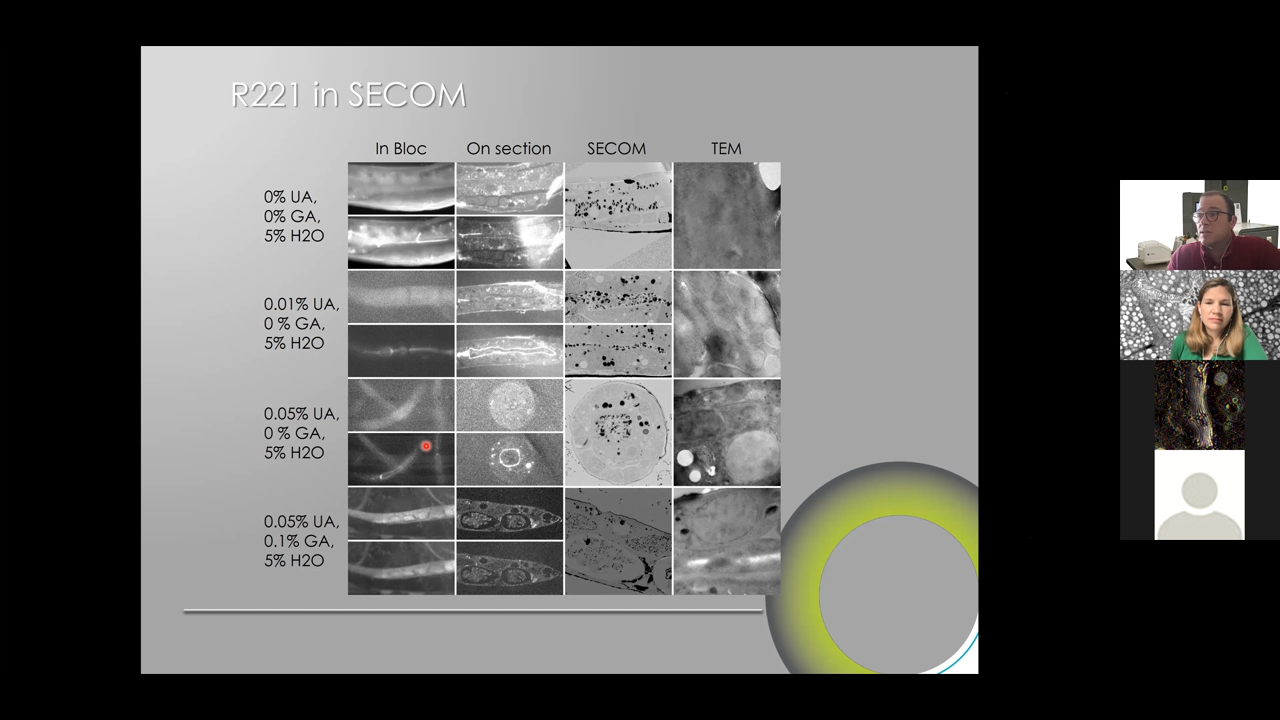 R221 in SECOM
In Bloc On section SECOM TEM
0% UA,
0% GA,
5% H2O
0.01% UA,
0 % GA,
5% H2O
0.05% UA,
0 % GA,
5% H2O
0.05% UA,
0.1% GA,
5% H2O